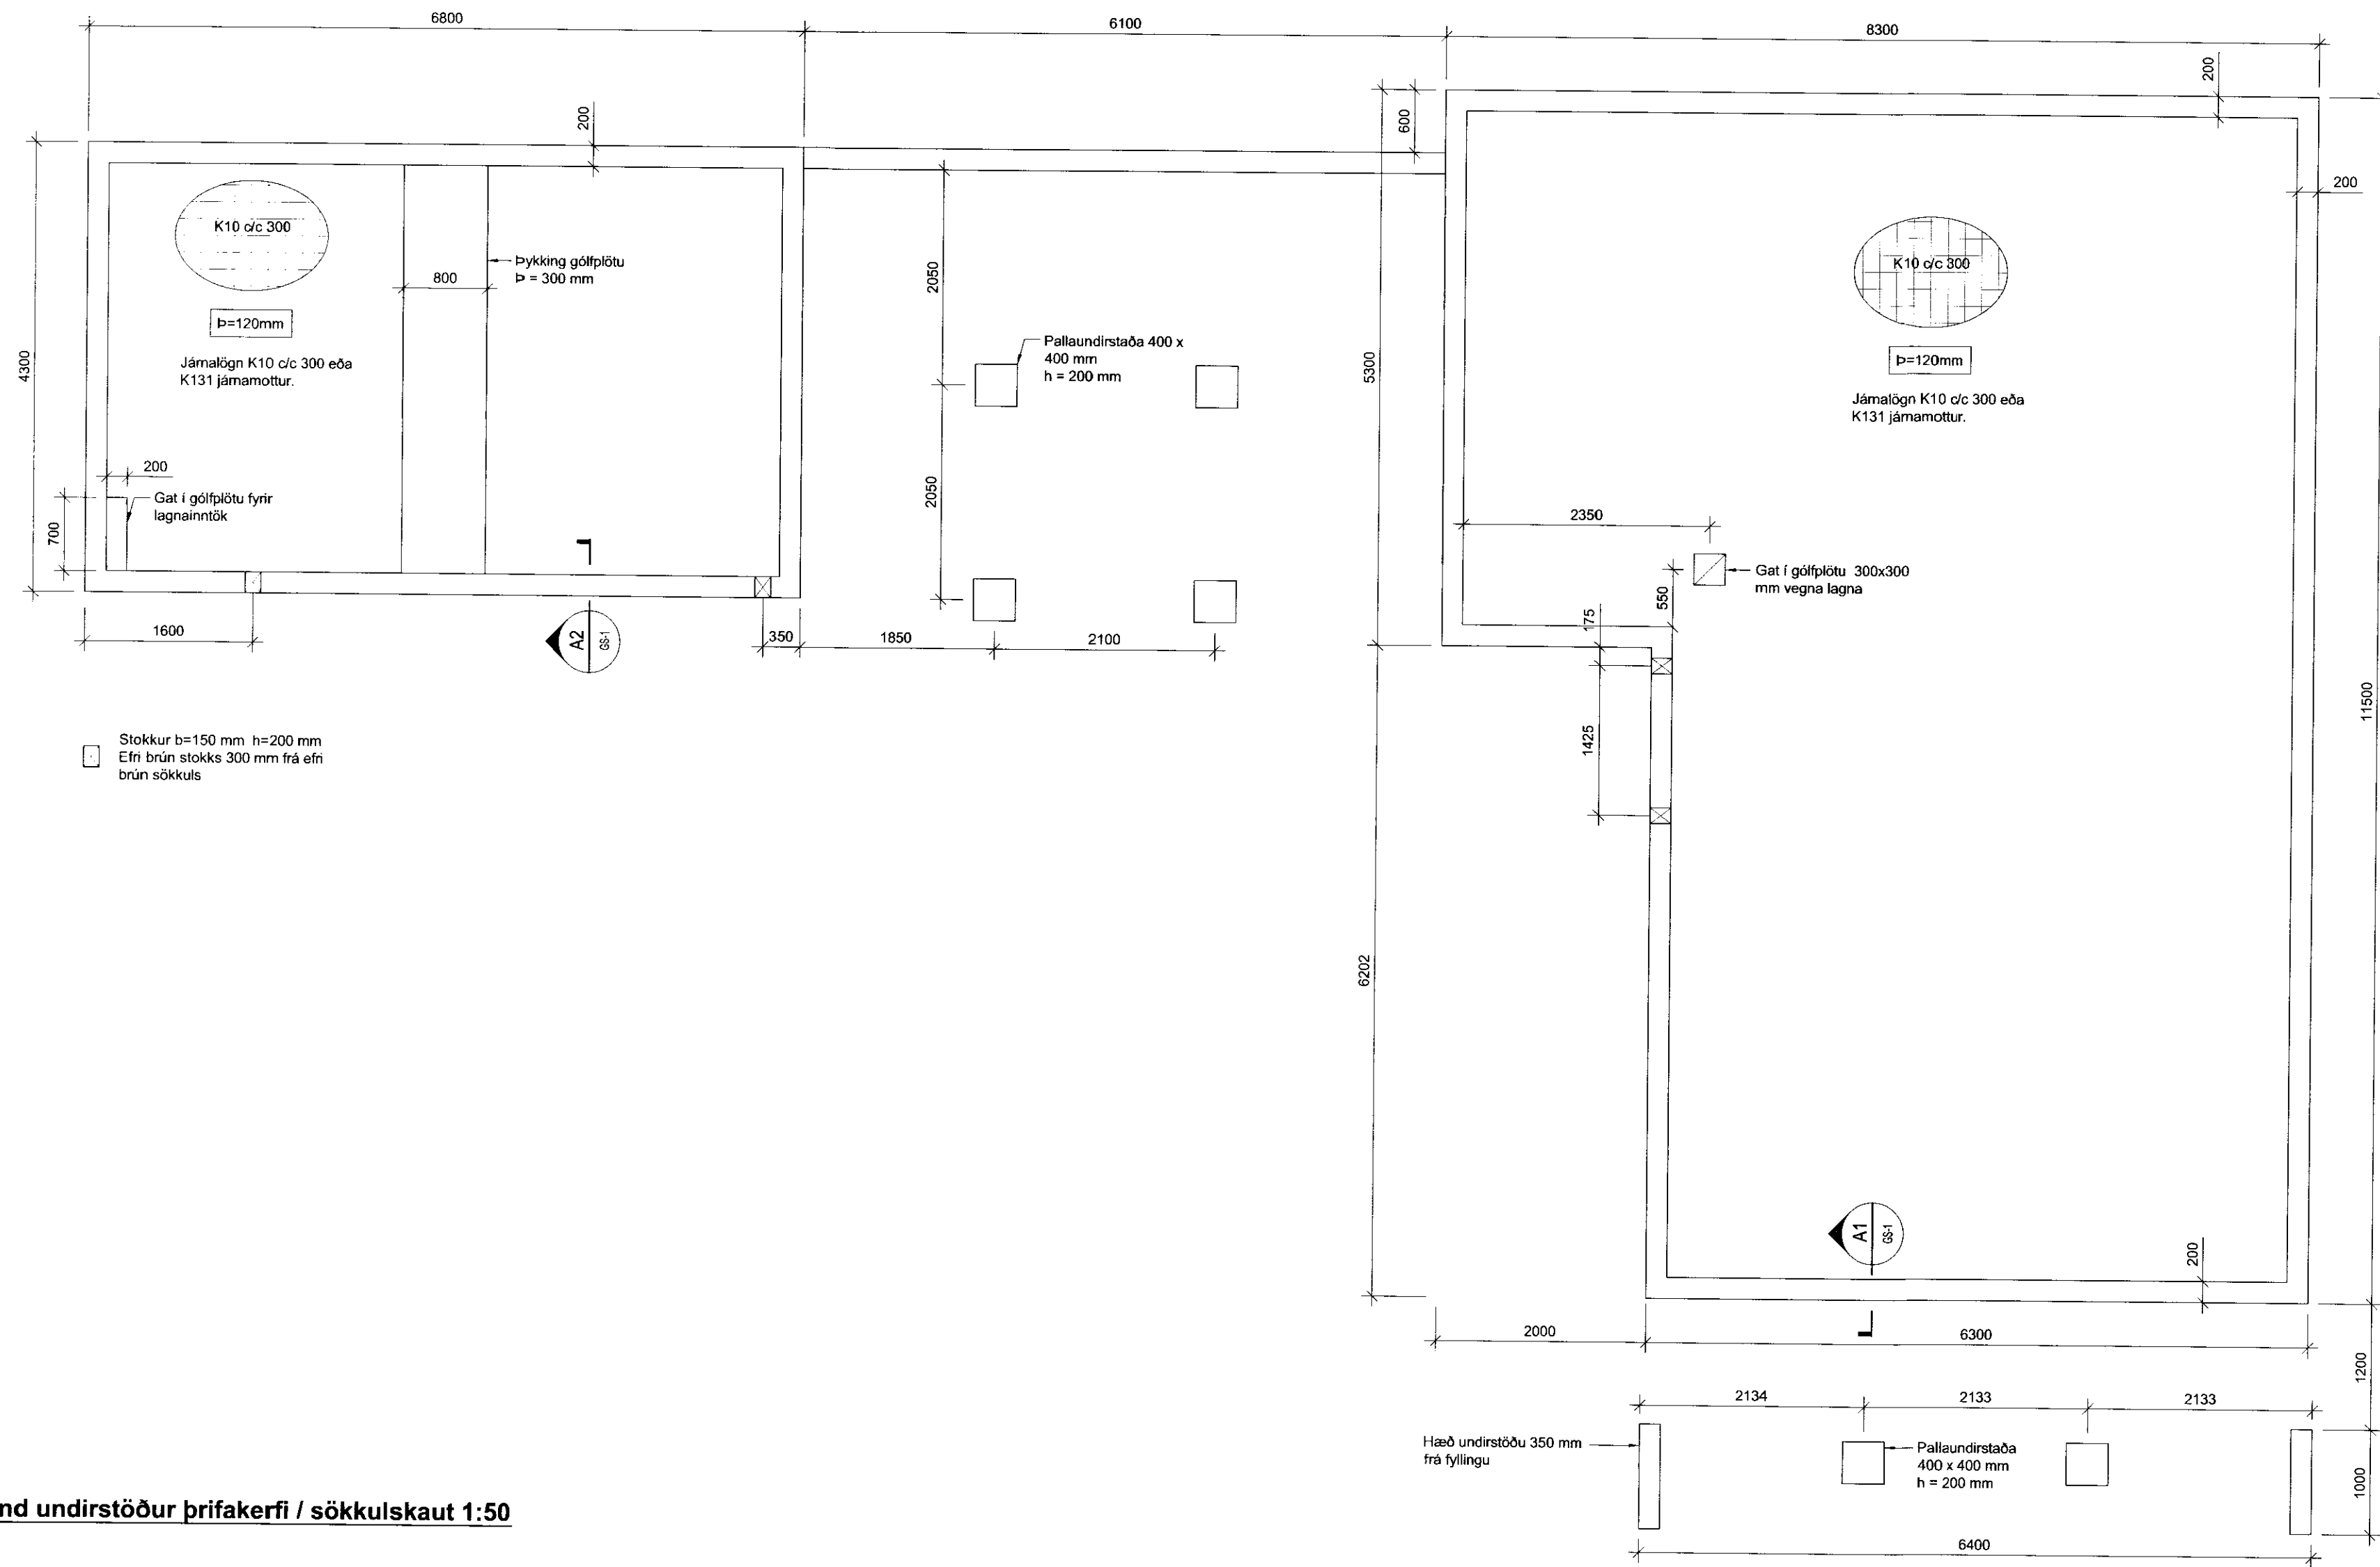 6800
6100
8300
200
200
600
4300
K10 c/c 300
800
Þykking gólfplötu
Þ = 300 mm
Þ=120mm
Járnalögn K10 c/c 300 eða
K131 járnamottur.
200
Gat í gólfplötu fyrir
lagnainntök
700
1600
A2
GS-1
350
1850
2100
2050
2050
Pallaundirstaða 400 x
400 mm
h = 200 mm
5300
200
K10 c/c 300
Þ=120mm
Járnalögn K10 c/c 300 eða
K131 járnamottur.
2350
Gat í gólfplötu 300x300
mm vegna lagna
550
175
1425
11500
Stokkur b=150 mm h=200 mm
Efri brún stokks 300 mm frá efri
brún sökkuls
6202
A1
GS-1
200
2000
6300
1200
2134
2133
2133
Hæð undirstöðu 350 mm
frá fyllingu
Pallaundirstaða
400 x 400 mm
h = 200 mm
1000
6400
nd undirstöður þrifakerfi / sökkulskaut 1:50